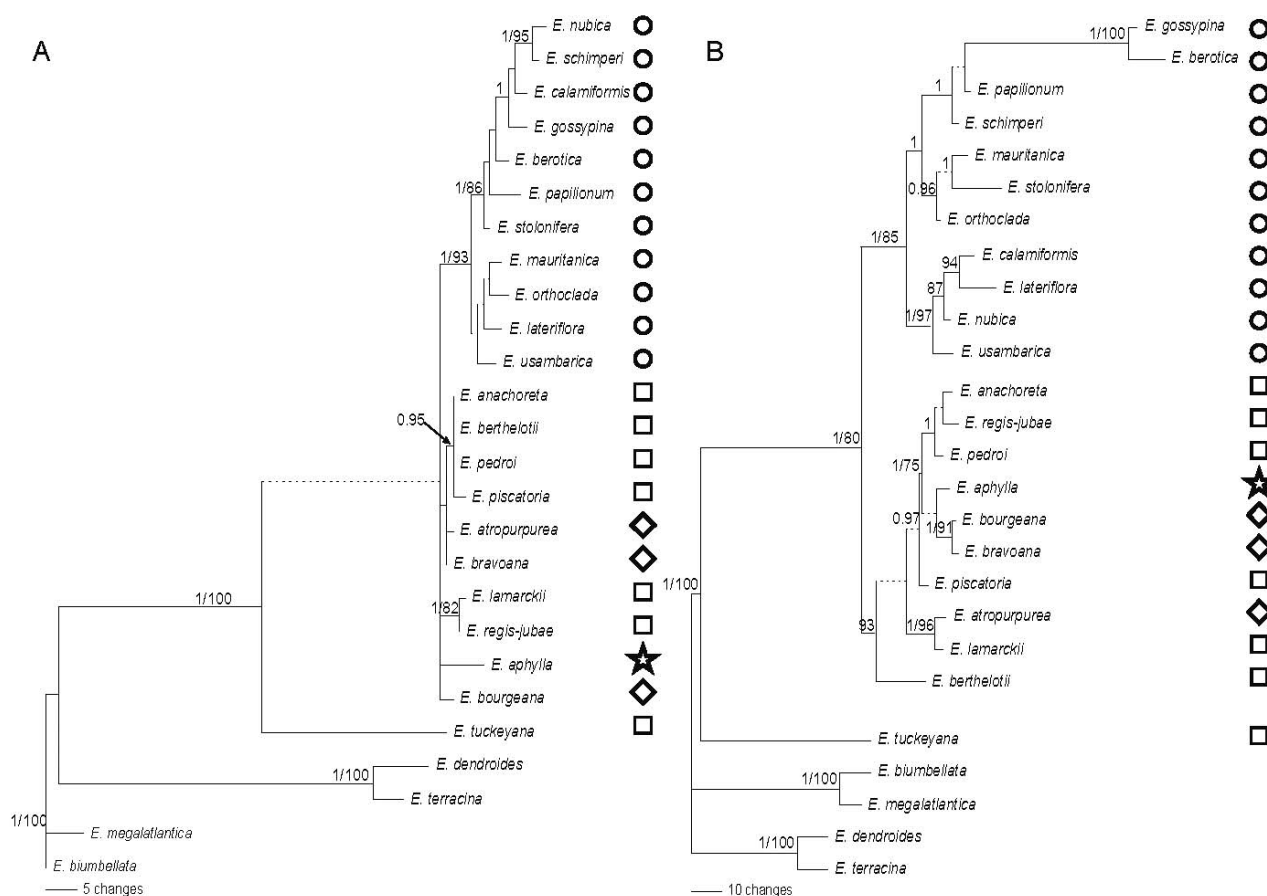 A
1/95
E. nubica
E. schimperi
E. calamiformis
1
E. gossypina
E. berotica
1/86
E. papilionum
E. stolonifera
1/93
E. mauritanica
E. orthoclada
E. lateriflora
E. usambarica
E. anachoreta
0.95
E. berthelotii
E. pedroi
E. piscatoria
E. atropurpurea
E. bravoana
1/100
1/82
E. lamarckii
E. regis-jubae
E. aphylla
E. bourgeana
E. tuckeyana
1/100
E. dendroides
E. terracina
1/100
E. megalatlantica
E. biumbellata
5 changes
B
1/100
E. gossypina
E. berotica
1
E. papilionum
E. schimperi
1
1
E. mauritanica
0.96
E. stolonifera
E. orthoclada
1/85
94
E. calamiformis
87
E. lateriflora
1/97
E. nubica
E. usambarica
1/80
E. anachoreta
1
E. regis-jubae
E. pedroi
1/75
E. aphylla
0.97
1/91
E. bourgeana
E. bravoana
E. piscatoria
1/100
93
1/96
E. atropurpurea
E. lamarckii
E. berthelotii
E. tuckeyana
1/100
E. biumbellata
E. megalatlantica
1/100
E. dendroides
E. terracina
10 changes